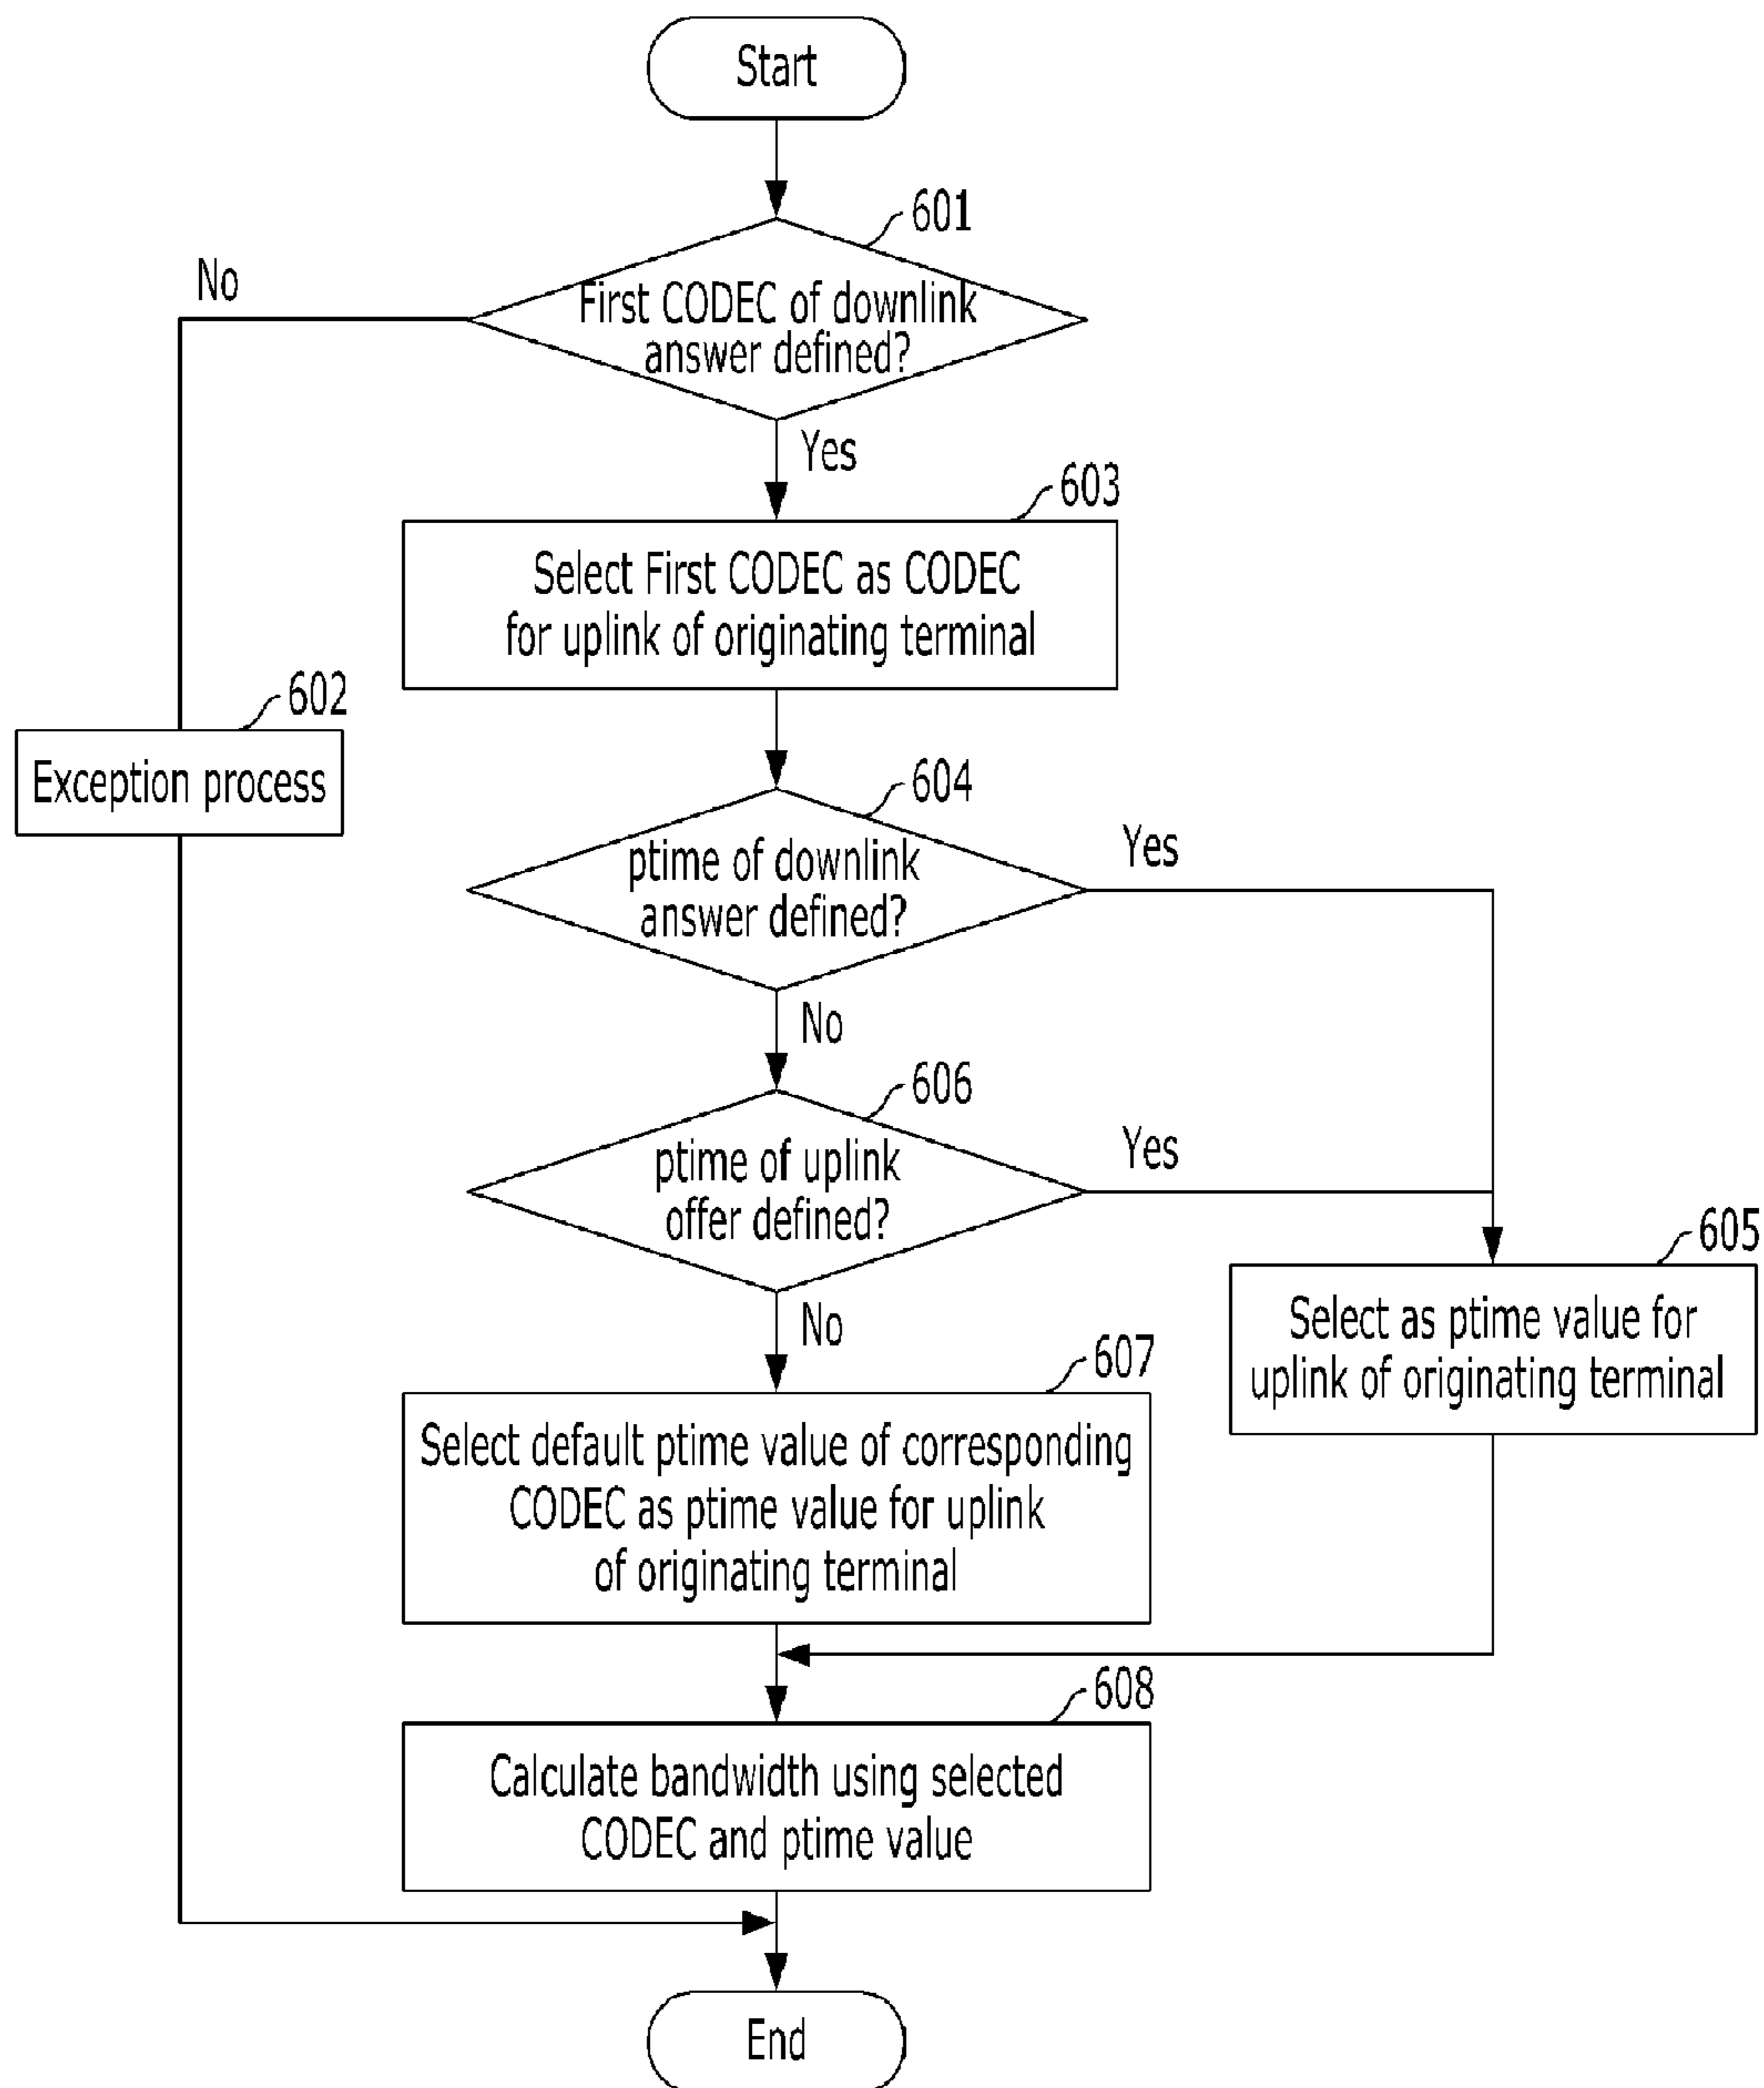 Start
601
No
First CODEC of downlink
answer defined?
Yes
603
Select First CODEC as CODEC
for uplink of originating terminal
602
Exception process
604
Yes
ptime of downlink
answer defined?
No
606
Yes
ptime of uplink
offer defined?
605
No
Select as ptime value for
uplink of originating terminal
607
Select default ptime value of corresponding
CODEC as ptime value for uplink
of originating terminal
608
Calculate bandwidth using selected
CODEC and ptime value
End